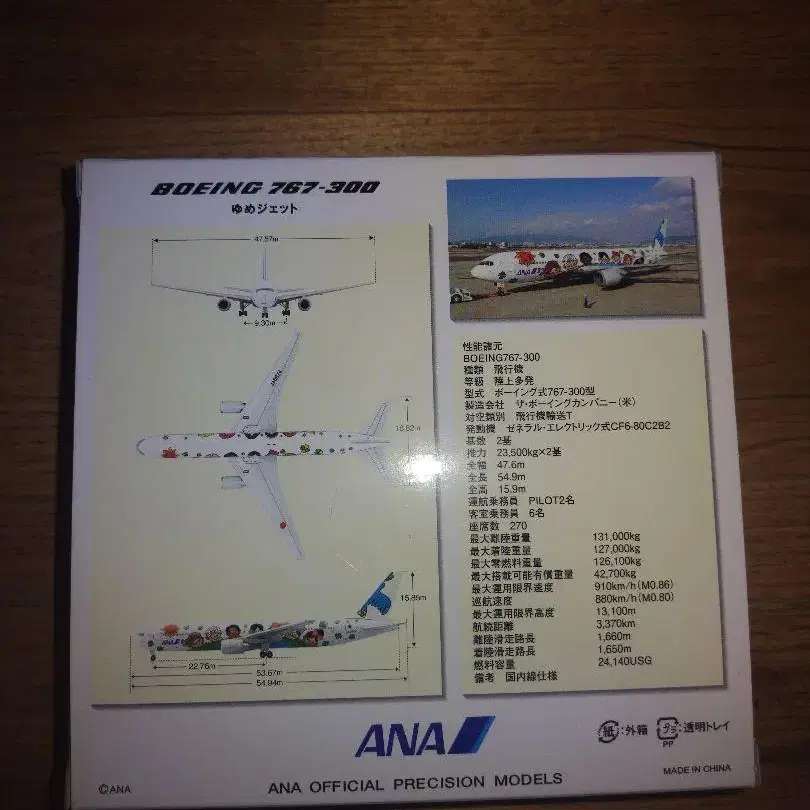 BOEING 767-300
ゆめジェット
47.57m
9.30m
18.62m
15.85m
22.76m
53.67m
54.94m
ANA
性能諸元
BOEING767-300
種類 飛行機
等級 陸上多発
型式 ボーイング式767-300型
製造会社 ザ・ボーイングカンパニー(米)
対空類別 飛行機輸送T
発動機 ゼネラル・エレクトリック式CF6-80C2B2
基数 2基
推力 23,500kg×2基
全幅 47.6m
全長 54.9m
全高 15.9m
運航乗務員 PILOT2名
客室乗務員 6名
座席数 270
最大離陸重量 131,000kg
最大着陸重量 127,000kg
最大零燃料重量 126,100kg
最大搭載可能有償重量 42,700kg
最大運用限界速度 910km/h(M0.86)
巡航速度 880km/h(M0.80)
最大運用限界高度 13,100m
航続距離 3,370km
離陸滑走路長 1,660m
着陸滑走路長 1,650m
燃料容量 24,140USG
備考 国内線仕様
ANA
紙:外箱 プラ:透明トレイ
PP
©ANA
ANA OFFICIAL PRECISION MODELS
MADE IN CHINA